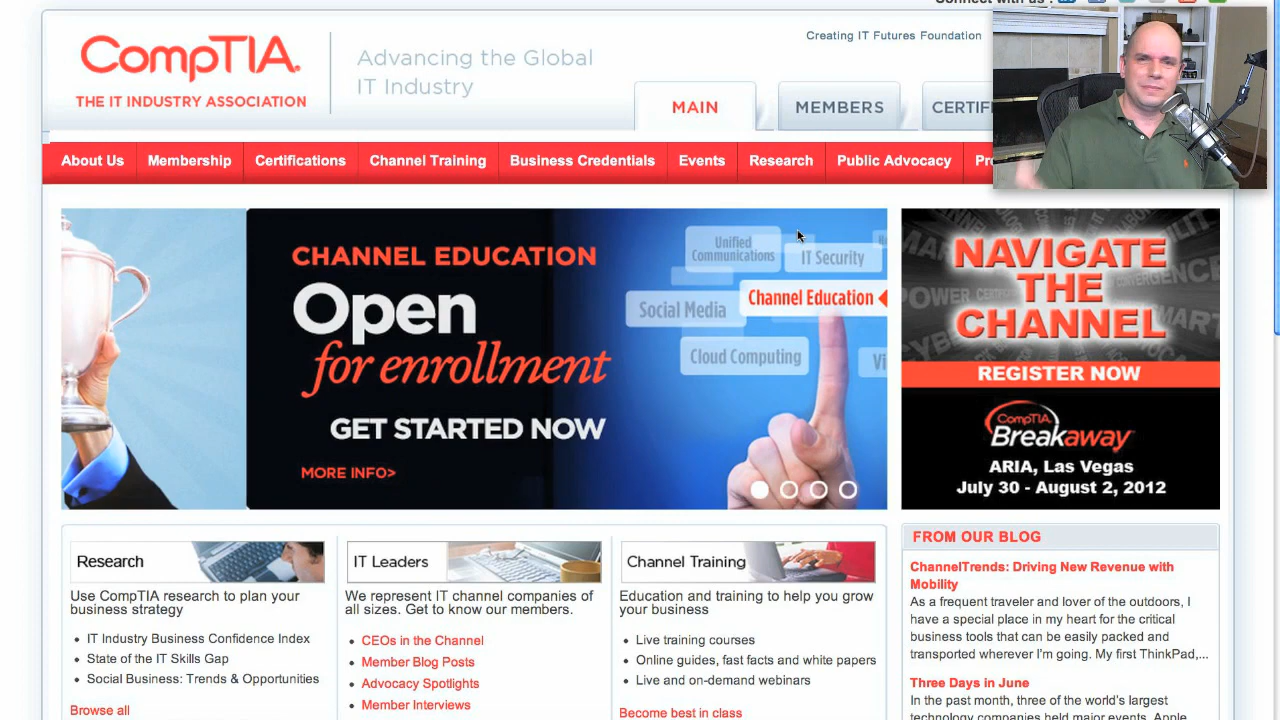 Connect with us :
Creating IT Futures Foundation
CompTIA.
THE IT INDUSTRY ASSOCIATION
Advancing the Global
IT Industry
MAIN
MEMBERS
About Us
Membership
Certifications
Channel Training
Business Credentials
Events
Research
Public Advocacy
CHANNEL EDUCATION
Open
for enrollment
GET STARTED NOW
MORE INFO>
Unified
Communications
IT Security
Channel Education
Social Media
Cloud Computing
NAVIGATE
THE
CHANNEL
REGISTER NOW
CompTIA
Breakaway
ARIA, Las Vegas
July 30 - August 2, 2012
Research
Use CompTIA research to plan your
business strategy
• IT Industry Business Confidence Index
• State of the IT Skills Gap
• Social Business: Trends & Opportunities
Browse all
IT Leaders
We represent IT channel companies of
all sizes. Get to know our members.
• CEOs in the Channel
• Member Blog Posts
• Advocacy Spotlights
• Member Interviews
Channel Training
Education and training to help you grow
your business
• Live training courses
• Online guides, fast facts and white papers
• Live and on-demand webinars
Become best in class
FROM OUR BLOG
ChannelTrends: Driving New Revenue with
Mobility
As a frequent traveler and lover of the outdoors, I
have a special place in my heart for the critical
business tools that can be easily packed and
transported wherever I'm going. My first ThinkPad,...
Three Days in June
In the past month, three of the world's largest
technology companies held major events. Apple